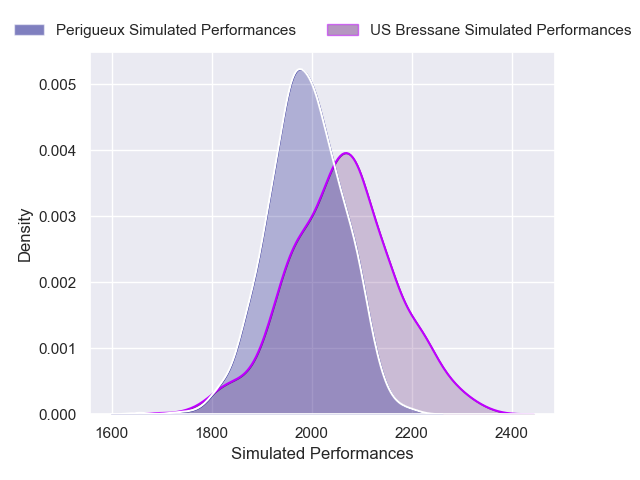 Perigueux Simulated Performances
US Bressane Simulated Performances
0.005
0.004
0.003
0.002
0.001
0.000
Density
1600
1800
2000
2200
2400
Simulated Performances